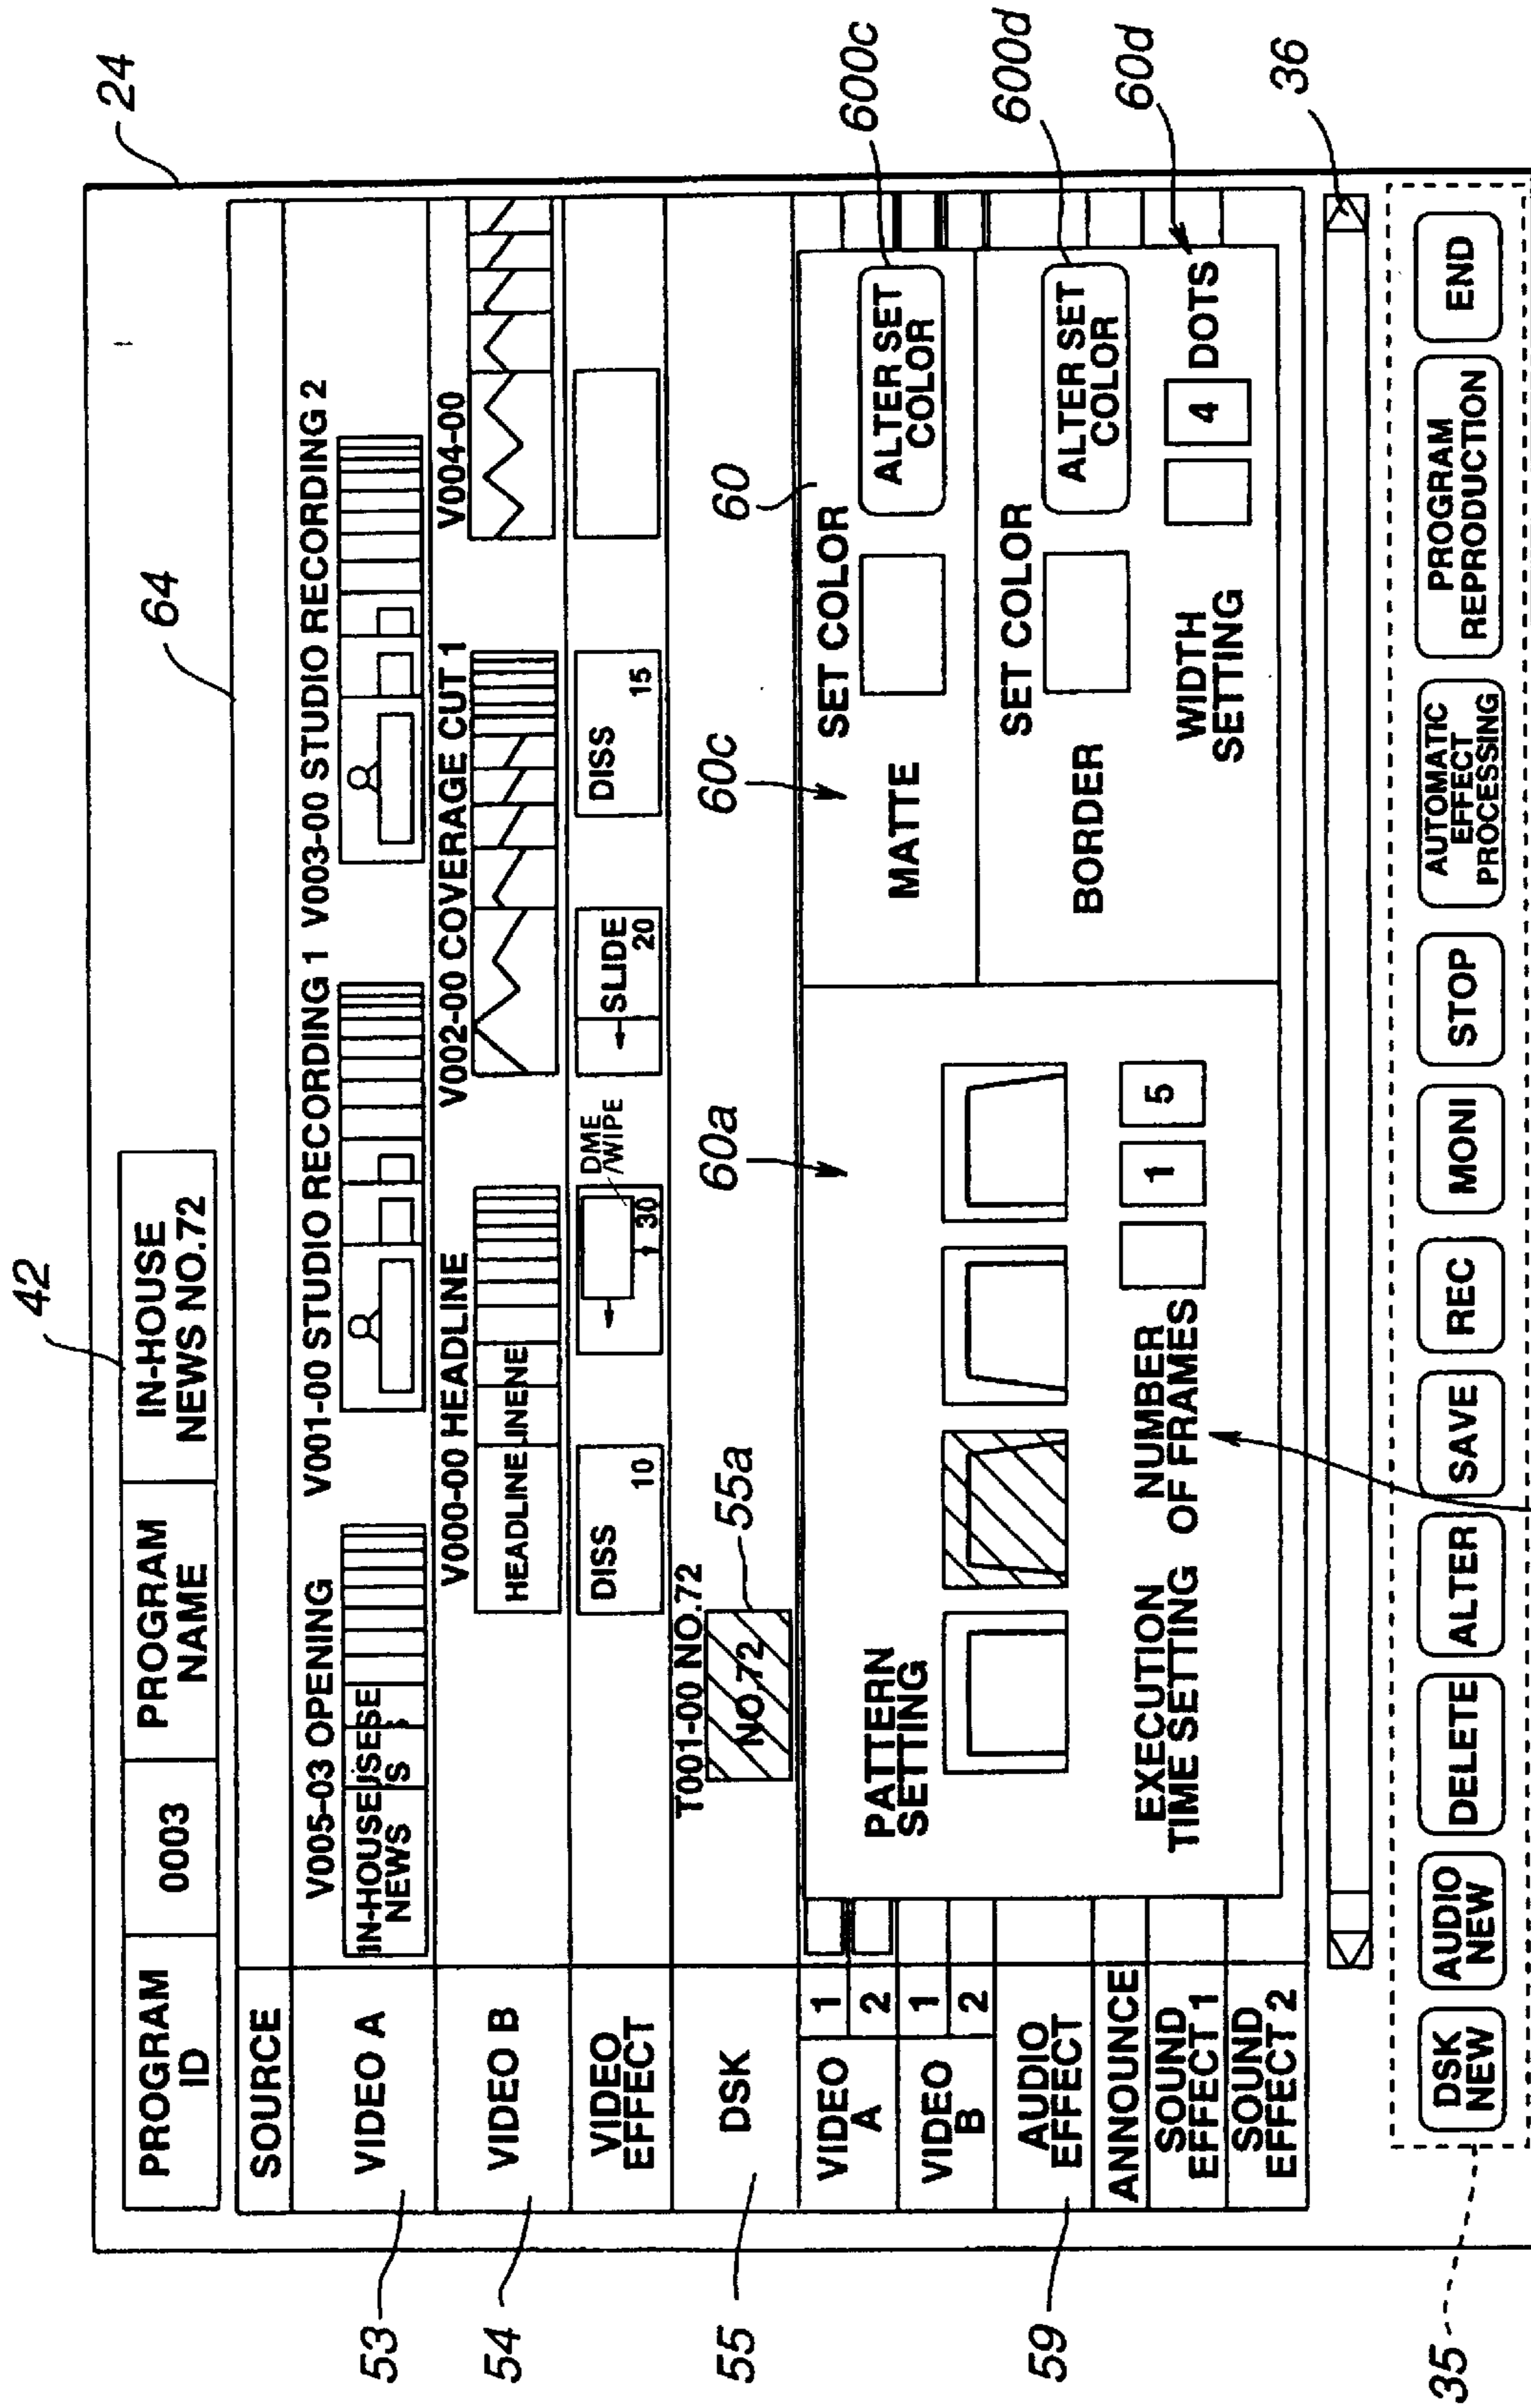 42
24
64
PROGRAM
ID
0003
PROGRAM
NAME
IN-HOUSE
NEWS NO.72
SOURCE
53
VIDEO A
V005-03 OPENING
V001-00 STUDIO RECORDING 1
V003-00 STUDIO RECORDING 2
IN-HOUSE
NEWS
USE
S
SE
54
VIDEO B
V000-00 HEADLINE
V002-00 COVERAGE CUT 1
V004-00
HEADLINE
INE
NE
VIDEO
EFFECT
DISS
10
DME
/WIPE
30
SLIDE
20
DISS
15
55
DSK
T001-00 NO.72
NO.72
55a
60a
60c
60
VIDEO
A
1
2
VIDEO
B
1
2
59
AUDIO
EFFECT
ANNOUNCE
SOUND
EFFECT 1
SOUND
EFFECT 2
PATTERN
SETTING
EXECUTION
TIME SETTING
NUMBER
OF FRAMES
1
5
MATTE
SET COLOR
ALTER SET
COLOR
600c
BORDER
SET COLOR
ALTER SET
COLOR
600d
WIDTH
SETTING
4
DOTS
60d
36
35
DSK
NEW
AUDIO
NEW
DELETE
ALTER
SAVE
REC
MONI
STOP
AUTOMATIC
EFFECT
PROCESSING
PROGRAM
REPRODUCTION
END